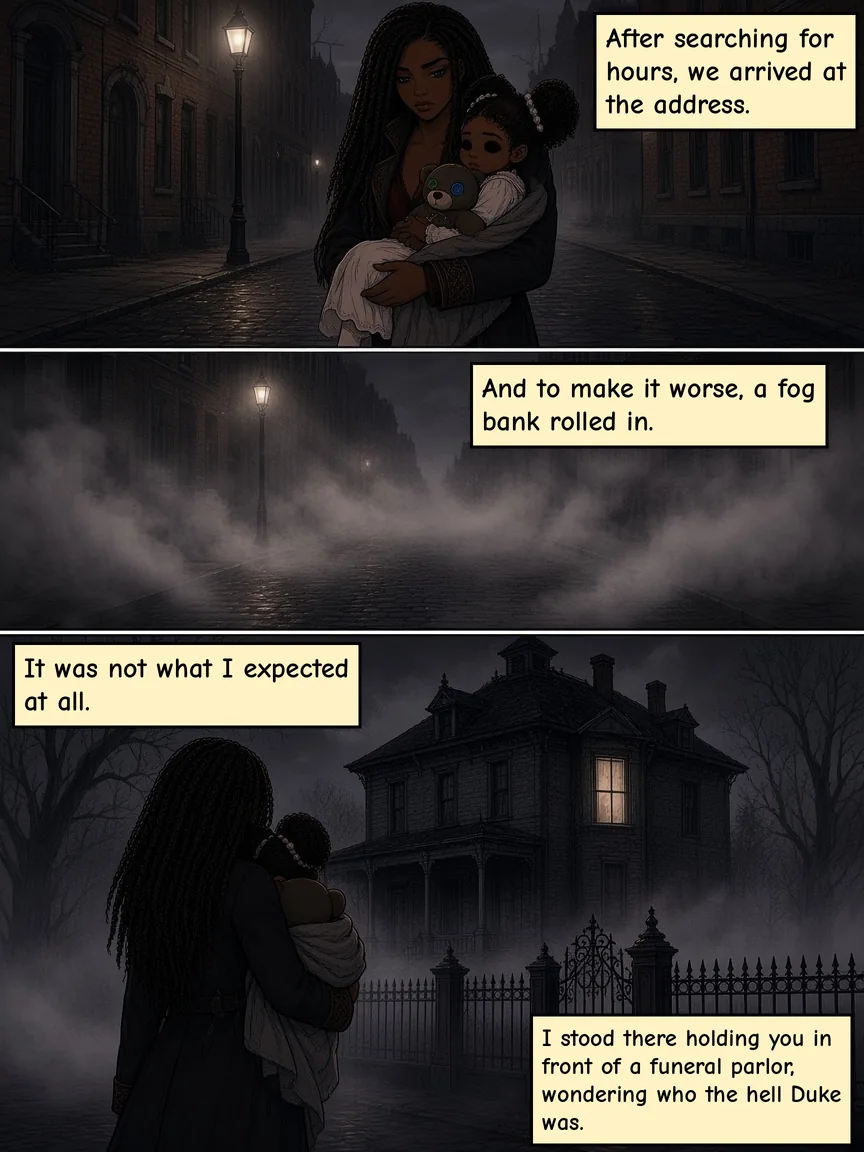 After searching for
hours, we arrived at
the address.
And to make it worse, a fog
bank rolled in.
It was not what I expected
at all.
I stood there holding you in
front of a funeral parlor,
wondering who the hell Duke
was.